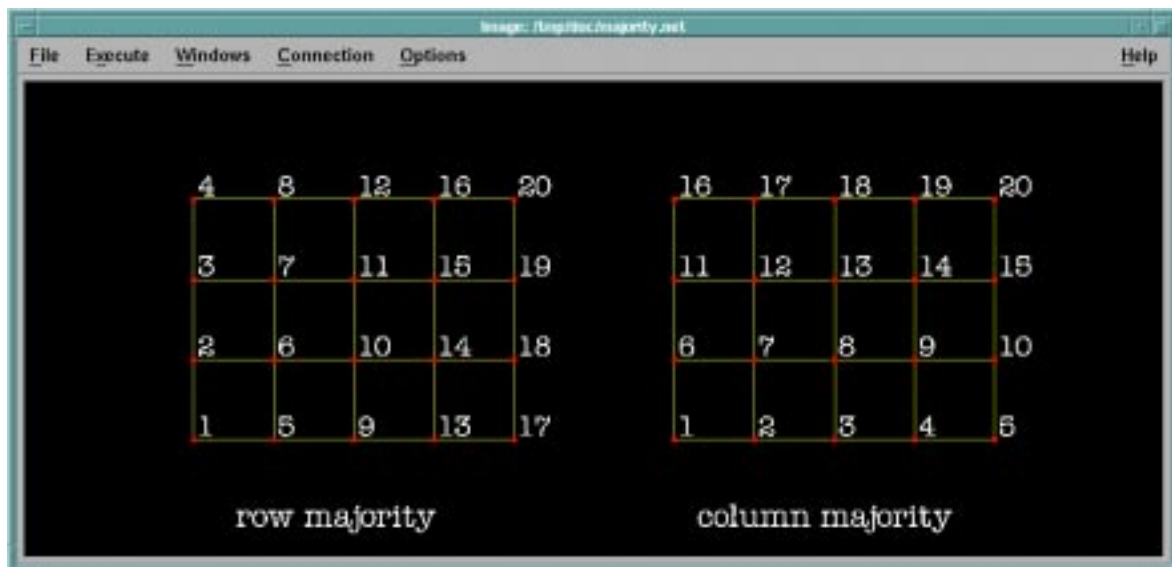 Image: /tmp/doc/majority.net
File Execute Windows Connection Options Help
4 8 12 16 20 16 17 18 19 20
3 7 11 15 19 11 12 13 14 15
2 6 10 14 18 6 7 8 9 10
1 5 9 13 17 1 2 3 4 5
row majority column majority